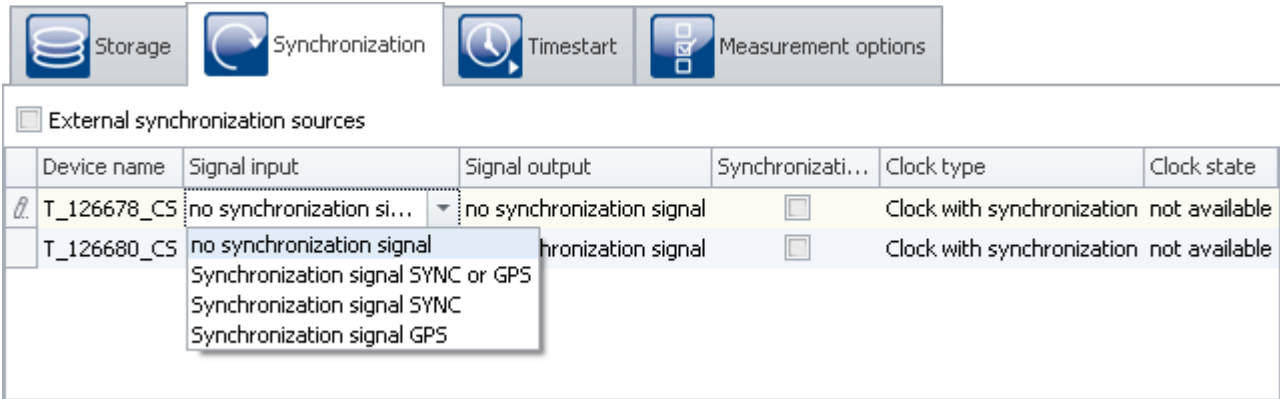 Storage Synchronization Timestart Measurement options
External synchronization sources
Device name Signal input Signal output Synchronizati... Clock type Clock state
T_126678_CS no synchronization si... no synchronization signal Clock with synchronization not available
T_126680_CS no synchronization signal hronization signal Clock with synchronization not available
Synchronization signal SYNC or GPS
Synchronization signal SYNC
Synchronization signal GPS